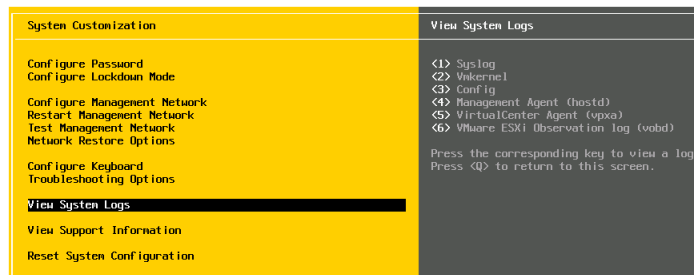 System Customization
Configure Password
Configure Lockdown Mode
Configure Management Network
Restart Management Network
Test Management Network
Network Restore Options
Configure Keyboard
Troubleshooting Options
View System Logs
View Support Information
Reset System Configuration
View System Logs
<1> Syslog
<2> Vmkernel
<3> Config
<4> Management Agent (hostd)
<5> VirtualCenter Agent (vpxa)
<6> VMware ESXi Observation log (vobd)
Press the corresponding key to view a log
Press <Q> to return to this screen.